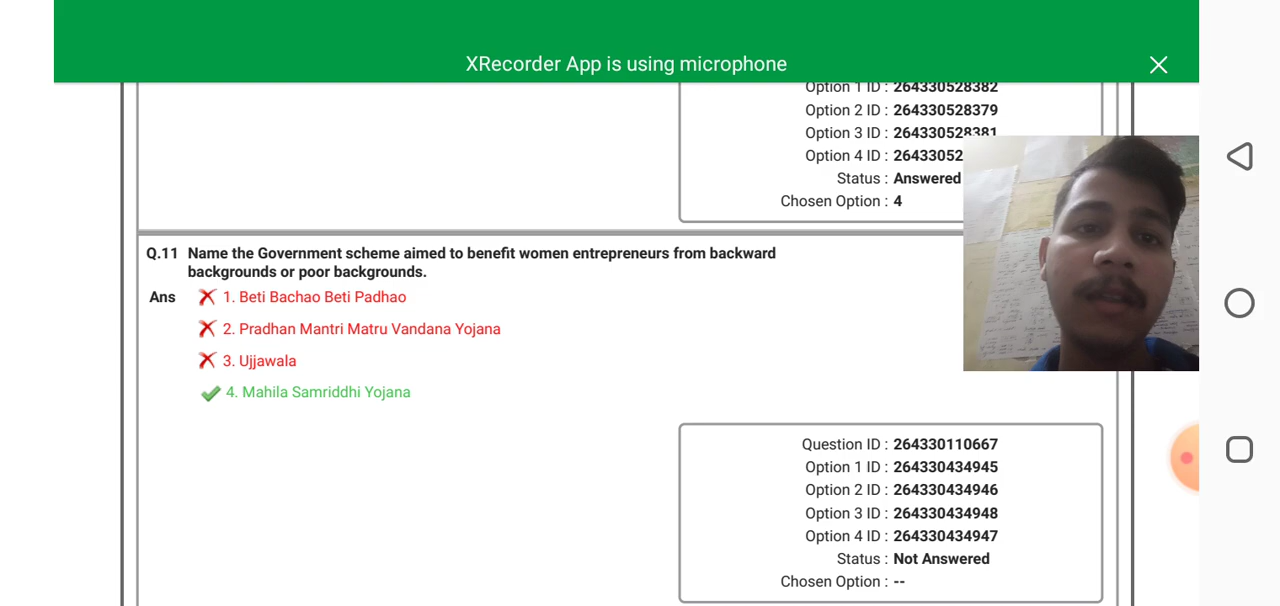 XRecorder App is using microphone
Option 1 ID : 264330528382
Option 2 ID : 264330528379
Option 3 ID : 264330528381
Option 4 ID : 26433052
Status : Answered
Chosen Option : 4
Q.11 Name the Government scheme aimed to benefit women entrepreneurs from backward
backgrounds or poor backgrounds.
Ans 1. Beti Bachao Beti Padhao
2. Pradhan Mantri Matru Vandana Yojana
3. Ujjawala
4. Mahila Samriddhi Yojana
Question ID : 264330110667
Option 1 ID : 264330434945
Option 2 ID : 264330434946
Option 3 ID : 264330434948
Option 4 ID : 264330434947
Status : Not Answered
Chosen Option : --